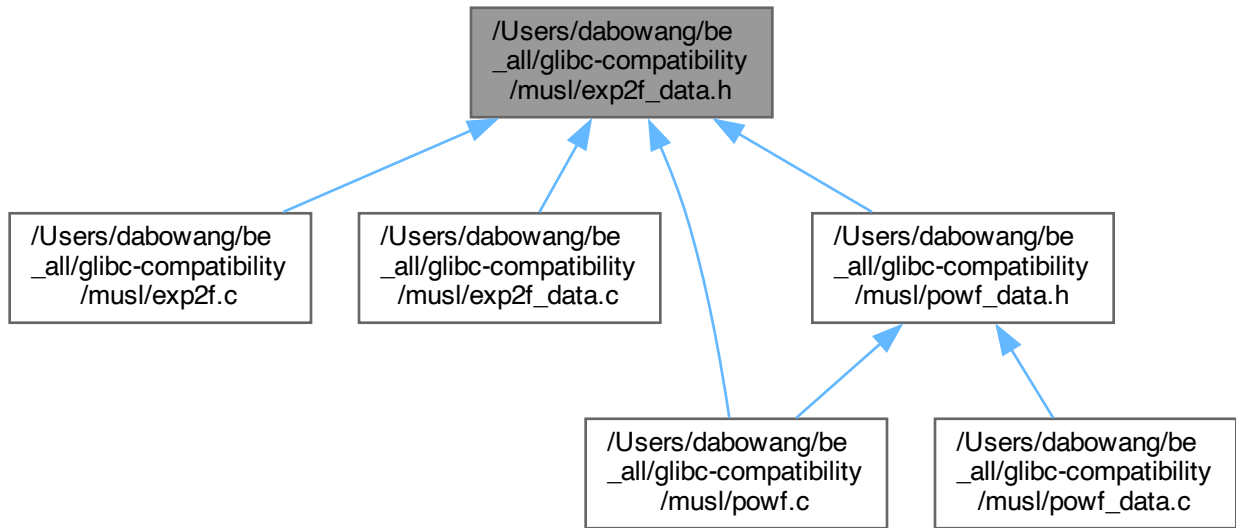 /Users/dabowang/be
_all/glibc-compatibility
/musl/exp2f_data.h
/Users/dabowang/be
_all/glibc-compatibility
/musl/exp2f.c
/Users/dabowang/be
_all/glibc-compatibility
/musl/exp2f_data.c
/Users/dabowang/be
_all/glibc-compatibility
/musl/powf_data.h
/Users/dabowang/be
_all/glibc-compatibility
/musl/powf.c
/Users/dabowang/be
_all/glibc-compatibility
/musl/powf_data.c